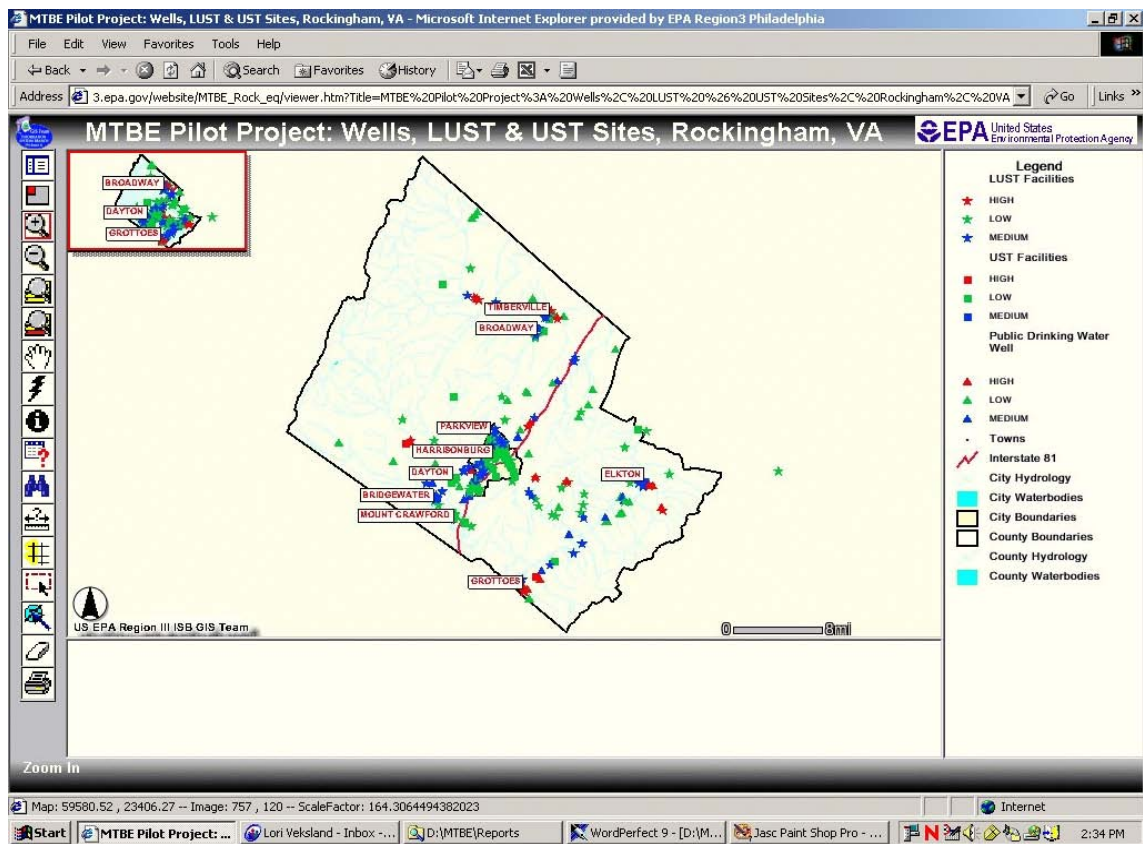 MTBE Pilot Project: Wells, LUST & UST Sites, Rockingham, VA - Microsoft Internet Explorer provided by EPA Region3 Philadelphia
File Edit View Favorites Tools Help
Back Search Favorites History
Address 3.epa.gov/website/MTBE_Rock_eq/viewer.htm?Title=MTBE%20Pilot%20Project%3A%20Wells%2C%20LUST%20%26%20UST%20Sites%2C%20Rockingham%2C%20VA Go Links »
MTBE Pilot Project: Wells, LUST & UST Sites, Rockingham, VA
EPA United States
Environmental Protection Agency
BROADWAY
DAYTON
GROTTOES
TIMBERVILLE
BROADWAY
PARKVIEW
HARRISONBURG
DAYTON
ELKTON
BRIDGEWATER
MOUNT CRAWFORD
GROTTOES
US EPA Region III ISB GIS Team
0 8mi
Legend
LUST Facilities
HIGH
LOW
MEDIUM
UST Facilities
HIGH
LOW
MEDIUM
Public Drinking Water
Well
HIGH
LOW
MEDIUM
Towns
Interstate 81
City Hydrology
City Waterbodies
City Boundaries
County Boundaries
County Hydrology
County Waterbodies
Zoom In
Map: 59580.52 , 23406.27 -- Image: 757 , 120 -- ScaleFactor: 164.3064494382023
Internet
Start MTBE Pilot Project: ... Lori Veksland - Inbox - ... D:\MTBE\Reports WordPerfect 9 - [D:\M... Jasc Paint Shop Pro - ... N 2:34 PM